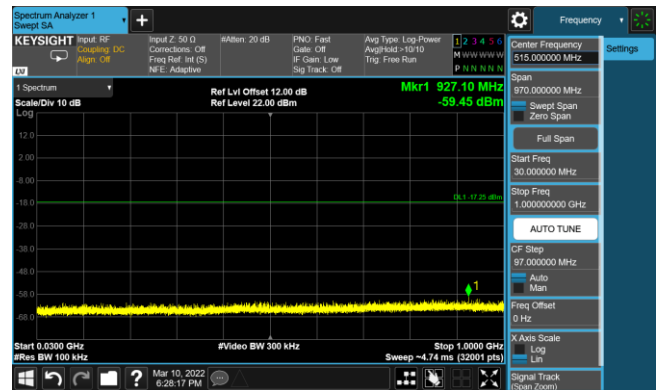 Spectrum Analyzer 1
Swept SA
Frequency
KEYSIGHT
Input: RF
Coupling: DC
Align: Off
Input Z: 50 Ω
Corrections: Off
Freq Ref: Int (S)
NFE: Adaptive
#Atten: 20 dB
PNO: Fast
Gate: Off
IF Gain: Low
Sig Track: Off
Avg Type: Log-Power
Avg|Hold:>10/10
Trig: Free Run
1 2 3 4 5 6
M W W W W W
P N N N N N
LXI
1 Spectrum
Scale/Div 10 dB
Log
Ref Lvl Offset 12.00 dB
Ref Level 22.00 dBm
Mkr1 927.10 MHz
-59.45 dBm
12.0
2.00
-8.00
-18.0
DL1 -17.25 dBm
-28.0
-38.0
-48.0
-58.0
1
-68.0
Start 0.0300 GHz
#Res BW 100 kHz
#Video BW 300 kHz
Stop 1.0000 GHz
Sweep ~4.74 ms (32001 pts)
Mar 10, 2022
6:28:17 PM
Center Frequency
515.000000 MHz
Settings
Span
970.000000 MHz
Swept Span
Zero Span
Full Span
Start Freq
30.000000 MHz
Stop Freq
1.000000000 GHz
AUTO TUNE
CF Step
97.000000 MHz
Auto
Man
Freq Offset
0 Hz
X Axis Scale
Log
Lin
Signal Track
(Span Zoom)